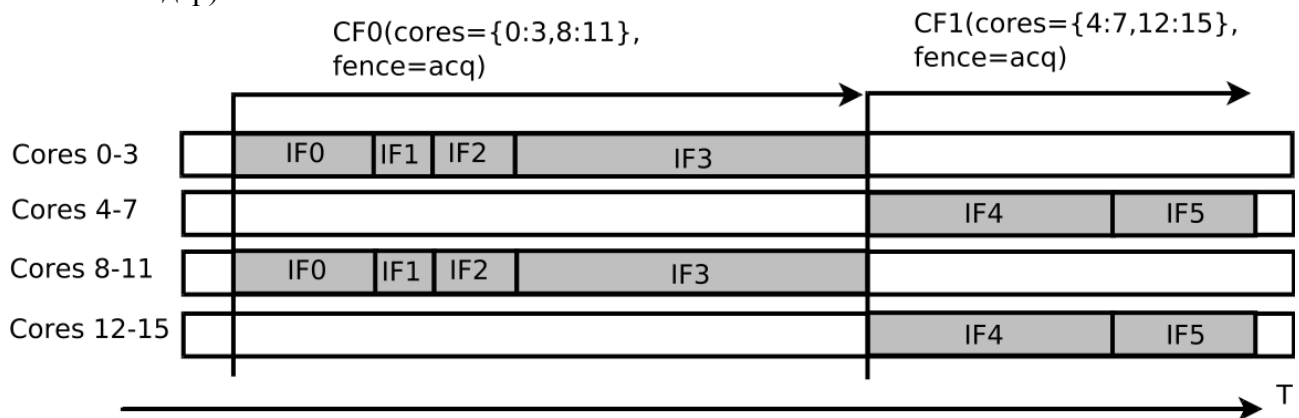 CF0(cores={0:3,8:11},
fence=acq)
CF1(cores={4:7,12:15},
fence=acq)
Cores 0-3
IF0 IF1 IF2 IF3
Cores 4-7
IF4 IF5
Cores 8-11
IF0 IF1 IF2 IF3
Cores 12-15
IF4 IF5
T